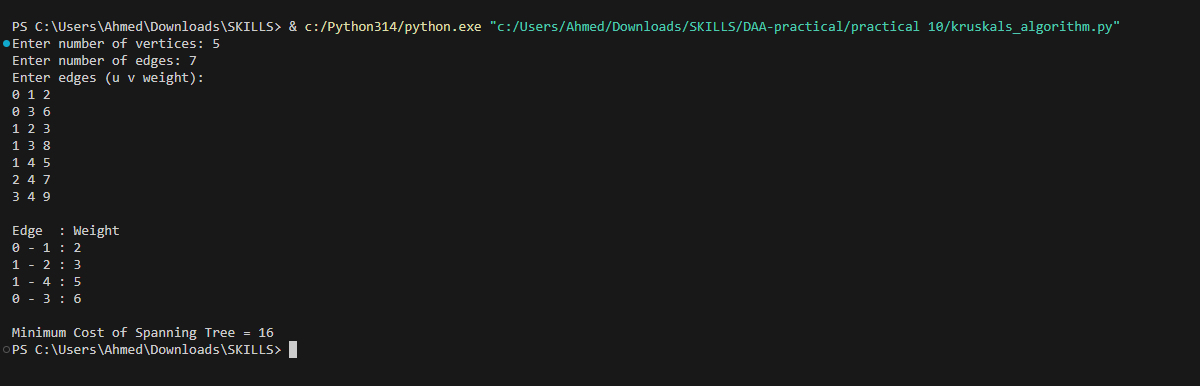 PS C:\Users\Ahmed\Downloads\SKILLS> & c:/Python314/python.exe "c:/Users/Ahmed/Downloads/SKILLS/DAA-practical/practical 10/kruskals_algorithm.py"
Enter number of vertices: 5
Enter number of edges: 7
Enter edges (u v weight):
0 1 2
0 3 6
1 2 3
1 3 8
1 4 5
2 4 7
3 4 9
Edge  : Weight
0 - 1 : 2
1 - 2 : 3
1 - 4 : 5
0 - 3 : 6
Minimum Cost of Spanning Tree = 16
PS C:\Users\Ahmed\Downloads\SKILLS>